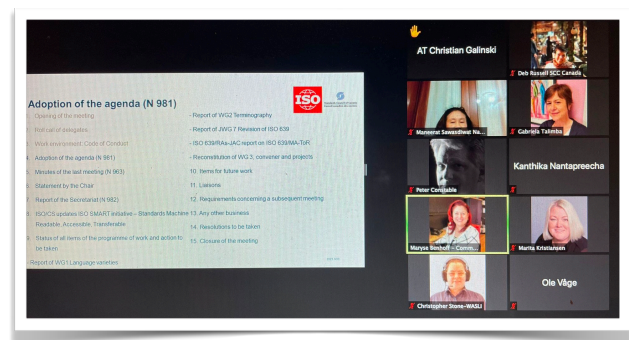 Adoption of the agenda (N 981)
ISO
Opening of the meeting
Roll call of delegates
Work environment: Code of Conduct
Adoption of the agenda (N 981)
Minutes of the last meeting (N 963)
Statement by the Chair
Report of the Secretariat (N 982)
ISO/CS updates ISO SMART initiative – Standards Machine
Readable, Accessible, Transferable
Status of all items of the programme of work and action to
be taken
-Report of WG1 Language varieties
- Report of WG2 Terminography
- Report of JWG 7 Revision of ISO 639
- ISO 639/RAs-JAC report on ISO 639/MA-ToR
- Reconstitution of WG 3, convener and projects
10. Items for future work
11. Liaisons
12. Requirements concerning a subsequent meeting
13. Any other business
14. Resolutions to be taken
15. Closure of the meeting
AT Christian Galinski
Deb Russell SCC Canada
Maneerat Sawasdiwat Na...
Gabriela Talimba
Peter Constable
Kanthika Nantapreecha
Maryse Benhoff – Comm...
Marita Kristiansen
Christopher Stone-WASLI
Ole Våge